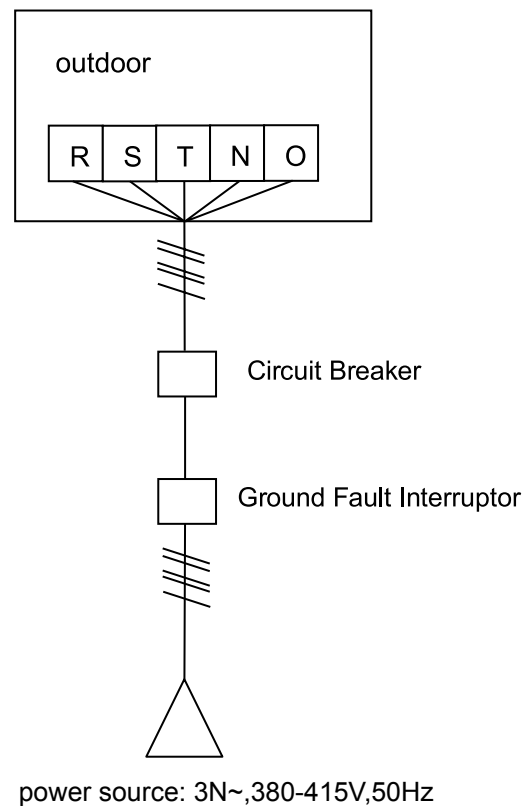 outdoor
R S T N O
Circuit Breaker
Ground Fault Interruptor
power source: 3N~,380-415V,50Hz